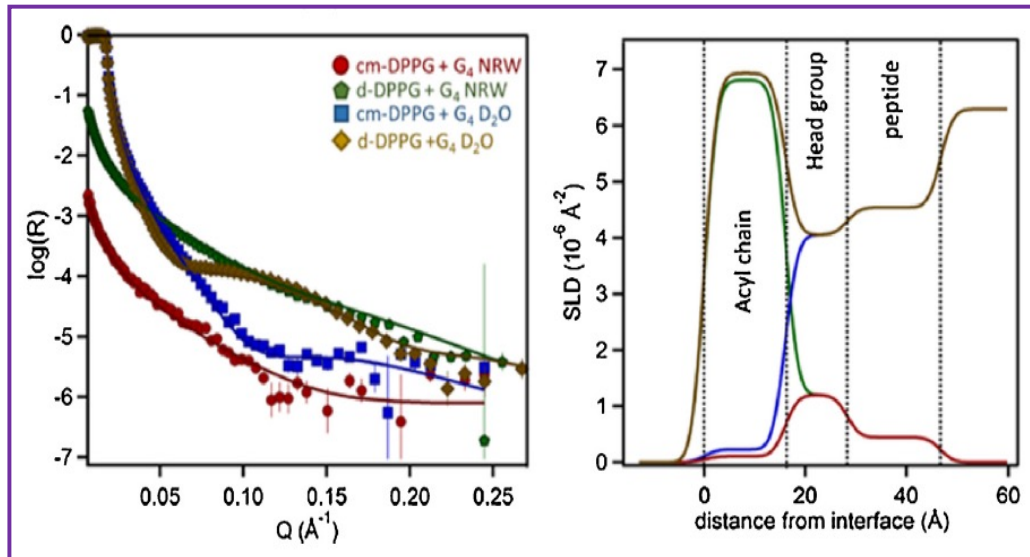 0
-1
-2
-3
-4
-5
-6
-7
log(R)
0.05
0.10
0.15
0.20
0.25
Q (Å⁻¹)
cm-DPPG + G₄ NRW
d-DPPG + G₄ NRW
cm-DPPG + G₄ D₂O
d-DPPG +G₄ D₂O
7
6
5
4
3
2
1
0
SLD (10⁻⁶ Å⁻²)
Acyl chain
Head group
peptide
0
20
40
60
distance from interface (Å)